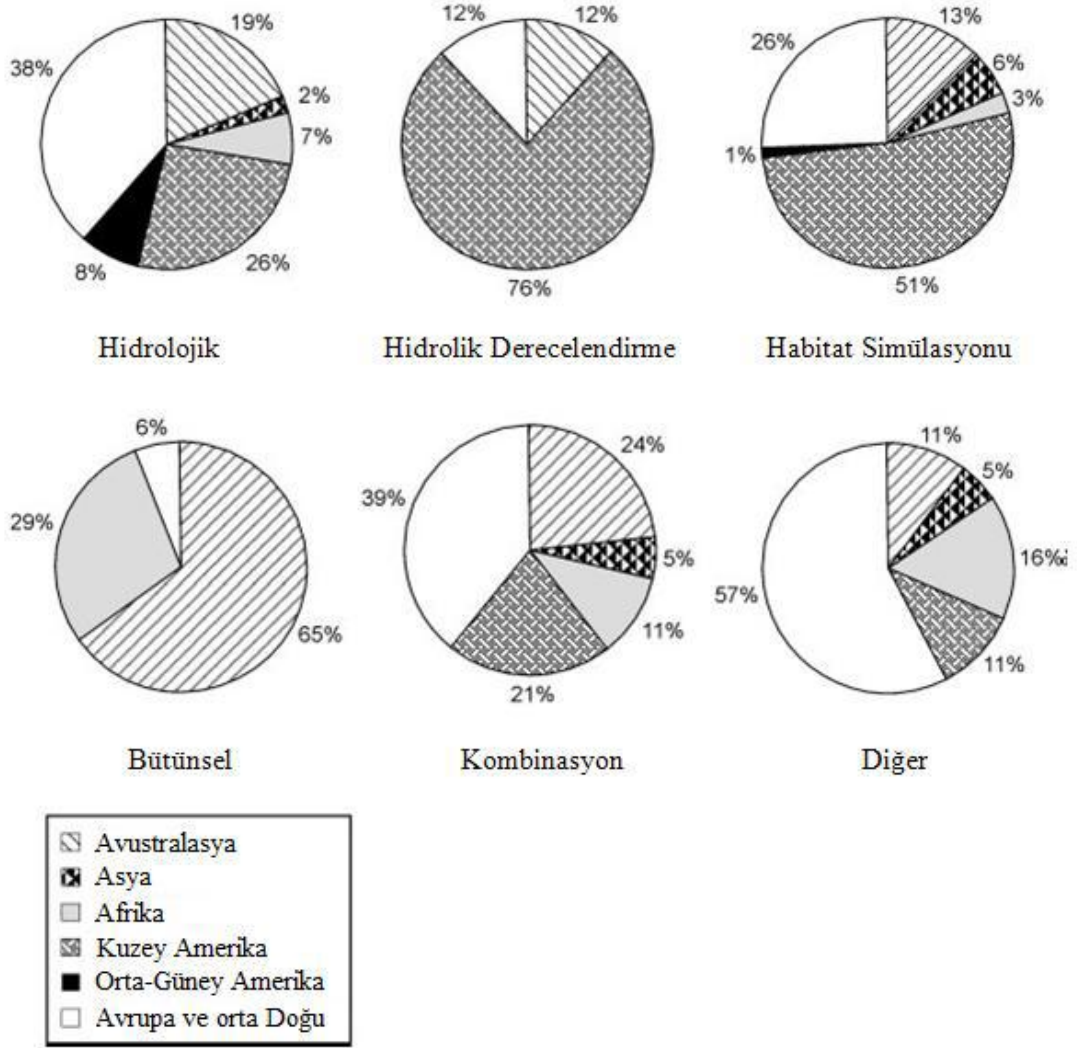 19%
2%
7%
26%
8%
38%
Hidrolojik
12%
76%
12%
Hidrolik Derecelendirme
13%
6%
3%
51%
1%
26%
Habitat Simülasyonu
65%
29%
6%
Bütünsel
24%
5%
11%
21%
39%
Kombinasyon
11%
5%
16%
11%
57%
Diğer
Avustralasya
Asya
Afrika
Kuzey Amerika
Orta-Güney Amerika
Avrupa ve orta Doğu